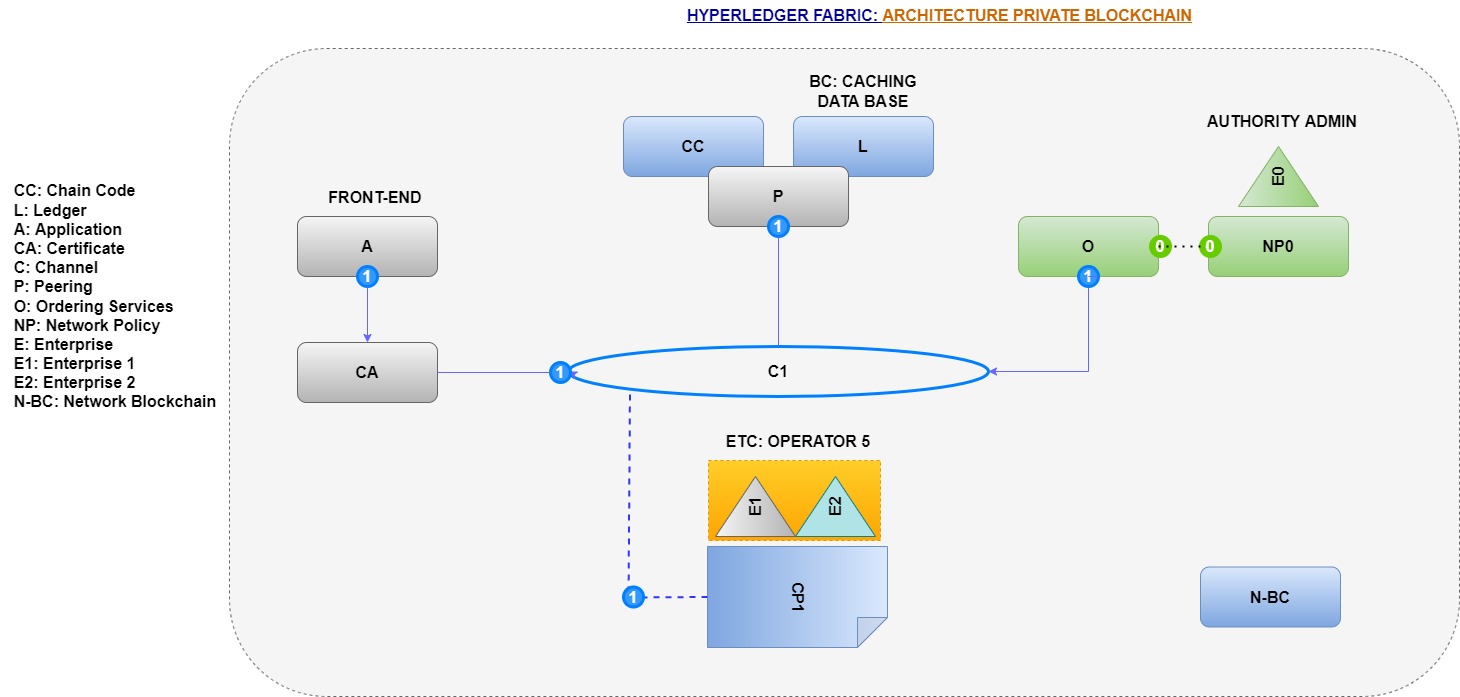 HYPERLEDGER FABRIC: ARCHITECTURE PRIVATE BLOCKCHAIN
BC: CACHING
DATA BASE
AUTHORITY ADMIN
CC
L
E0
P
1
CC: Chain Code
L: Ledger
A: Application
CA: Certificate
C: Channel
P: Peering
O: Ordering Services
NP: Network Policy
E: Enterprise
E1: Enterprise 1
E2: Enterprise 2
N-BC: Network Blockchain
FRONT-END
A
1
O
0
0
NP0
1
CA
1
C1
ETC: OPERATOR 5
E1
E2
1
CP1
N-BC